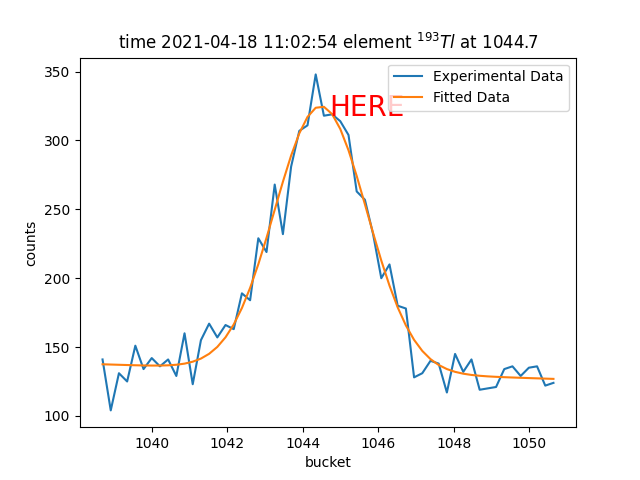 time 2021-04-18 11:02:54 element ¹⁹³Tl at 1044.7
350
300
250
200
150
100
counts
HERE
Experimental Data
Fitted Data
1040 1042 1044 1046 1048 1050
bucket